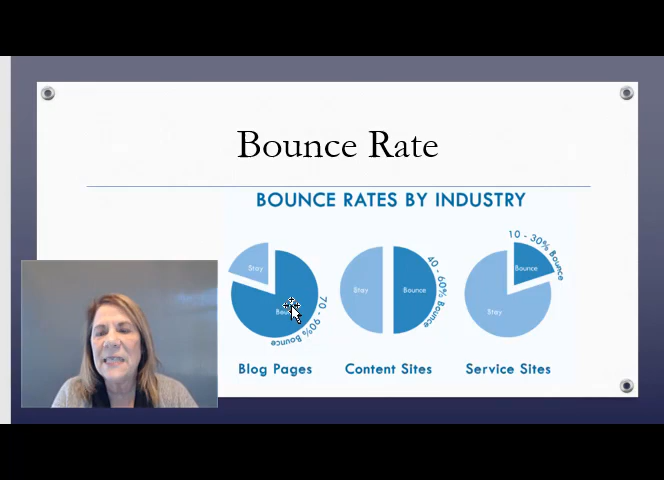 Bounce Rate
BOUNCE RATES BY INDUSTRY
Stay
70 - 90% Bounce
Blog Pages
Stay
Bounce
40 - 60% Bounce
Content Sites
10 - 30% Bounce
Bounce
Stay
Service Sites